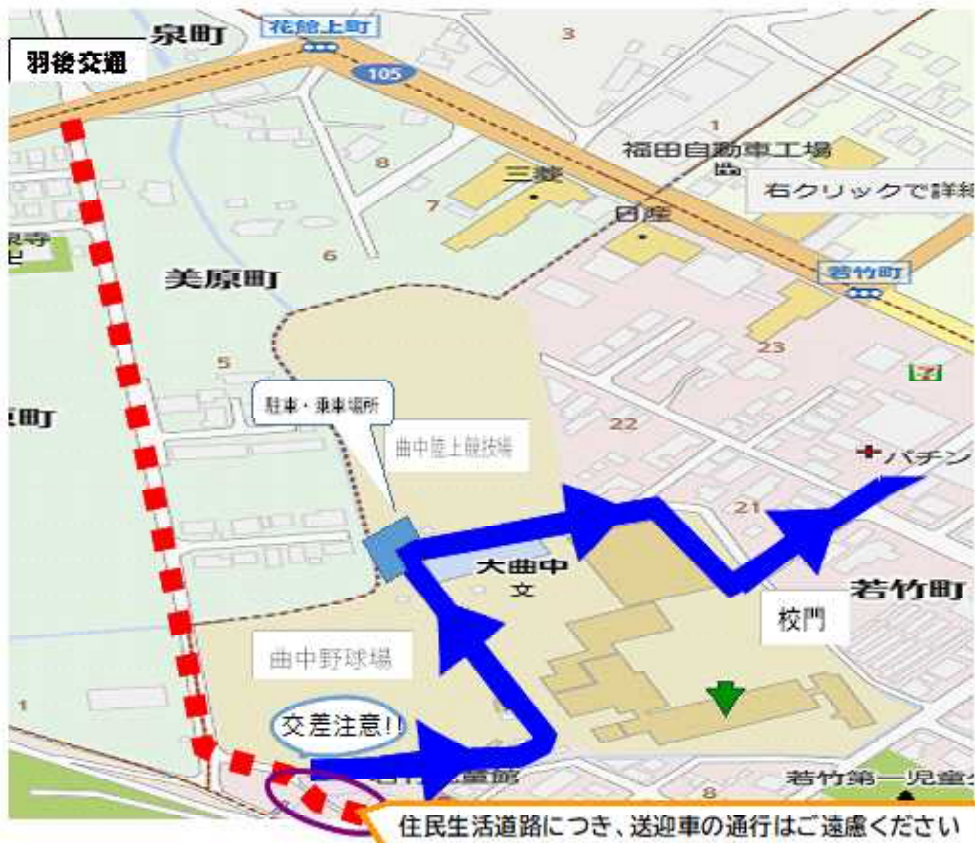 泉町
花館上町
羽後交通
105
3
1
福田自動車工場
8
三菱
右クリックで詳細
7
日産
6
美原町
若竹町
5
23
駐車・乗車場所
22
曲中陸上競技場
パチン
21
大曲中
文
若竹町
校門
曲中野球場
1
交差注意!!
若竹第一児童
8
住民生活道路につき、送迎車の通行はご遠慮ください